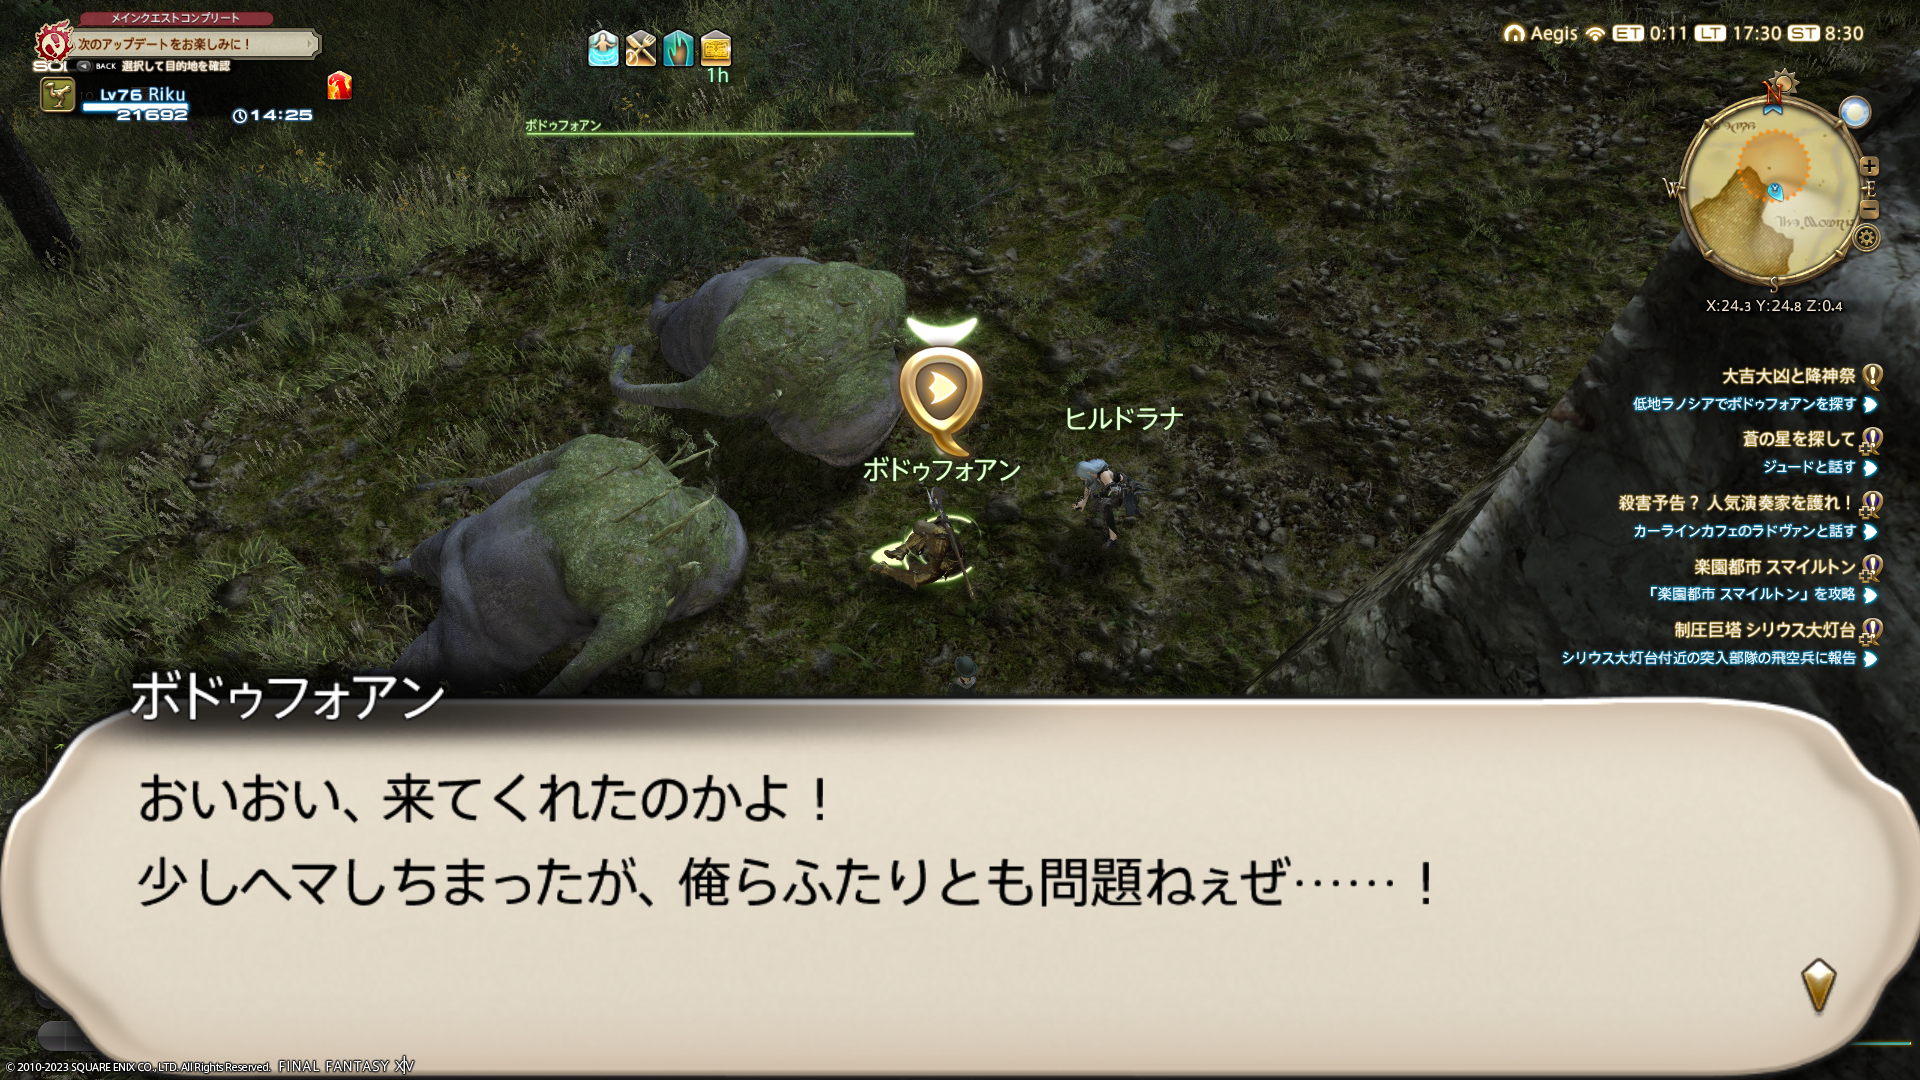 メインクエストコンプリート
次のアップデートをお楽しみに！
SOLO
BACK 選択して目的地を確認
Lv76 Riku
21692
14:25
1h
ボドゥフォアン
Aegis ET 0:11 LT 17:30 ST 8:30
N
W
E
S
X:24.3 Y:24.8 Z:0.4
大吉大凶と降神祭
低地ラノシアでボドゥフォアンを探す
蒼の星を探して
ジュードと話す
殺害予告？ 人気演奏家を護れ！
カーラインカフェのラドヴァンと話す
楽園都市 スマイルトン
「楽園都市 スマイルトン」を攻略
制圧巨塔 シリウス大灯台
シリウス大灯台付近の突入部隊の飛空兵に報告
ヒルドラナ
ボドゥフォアン
ボドゥフォアン
おいおい、来てくれたのかよ！
少しヘマしちまったが、俺らふたりとも問題ねぇぜ……！
© 2010-2023 SQUARE ENIX CO., LTD. All Rights Reserved. FINAL FANTASY XIV